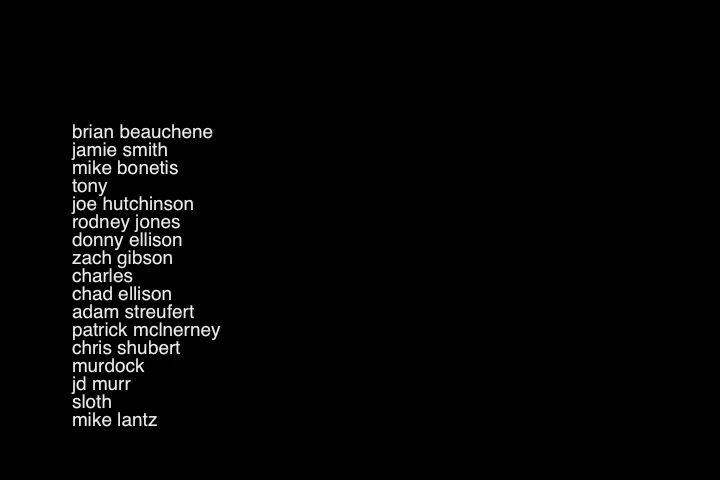 brian beauchene
jamie smith
mike bonetis
tony
joe hutchinson
rodney jones
donny ellison
zach gibson
charles
chad ellison
adam streufert
patrick mcInerney
chris shubert
murdock
jd murr
sloth
mike lantz